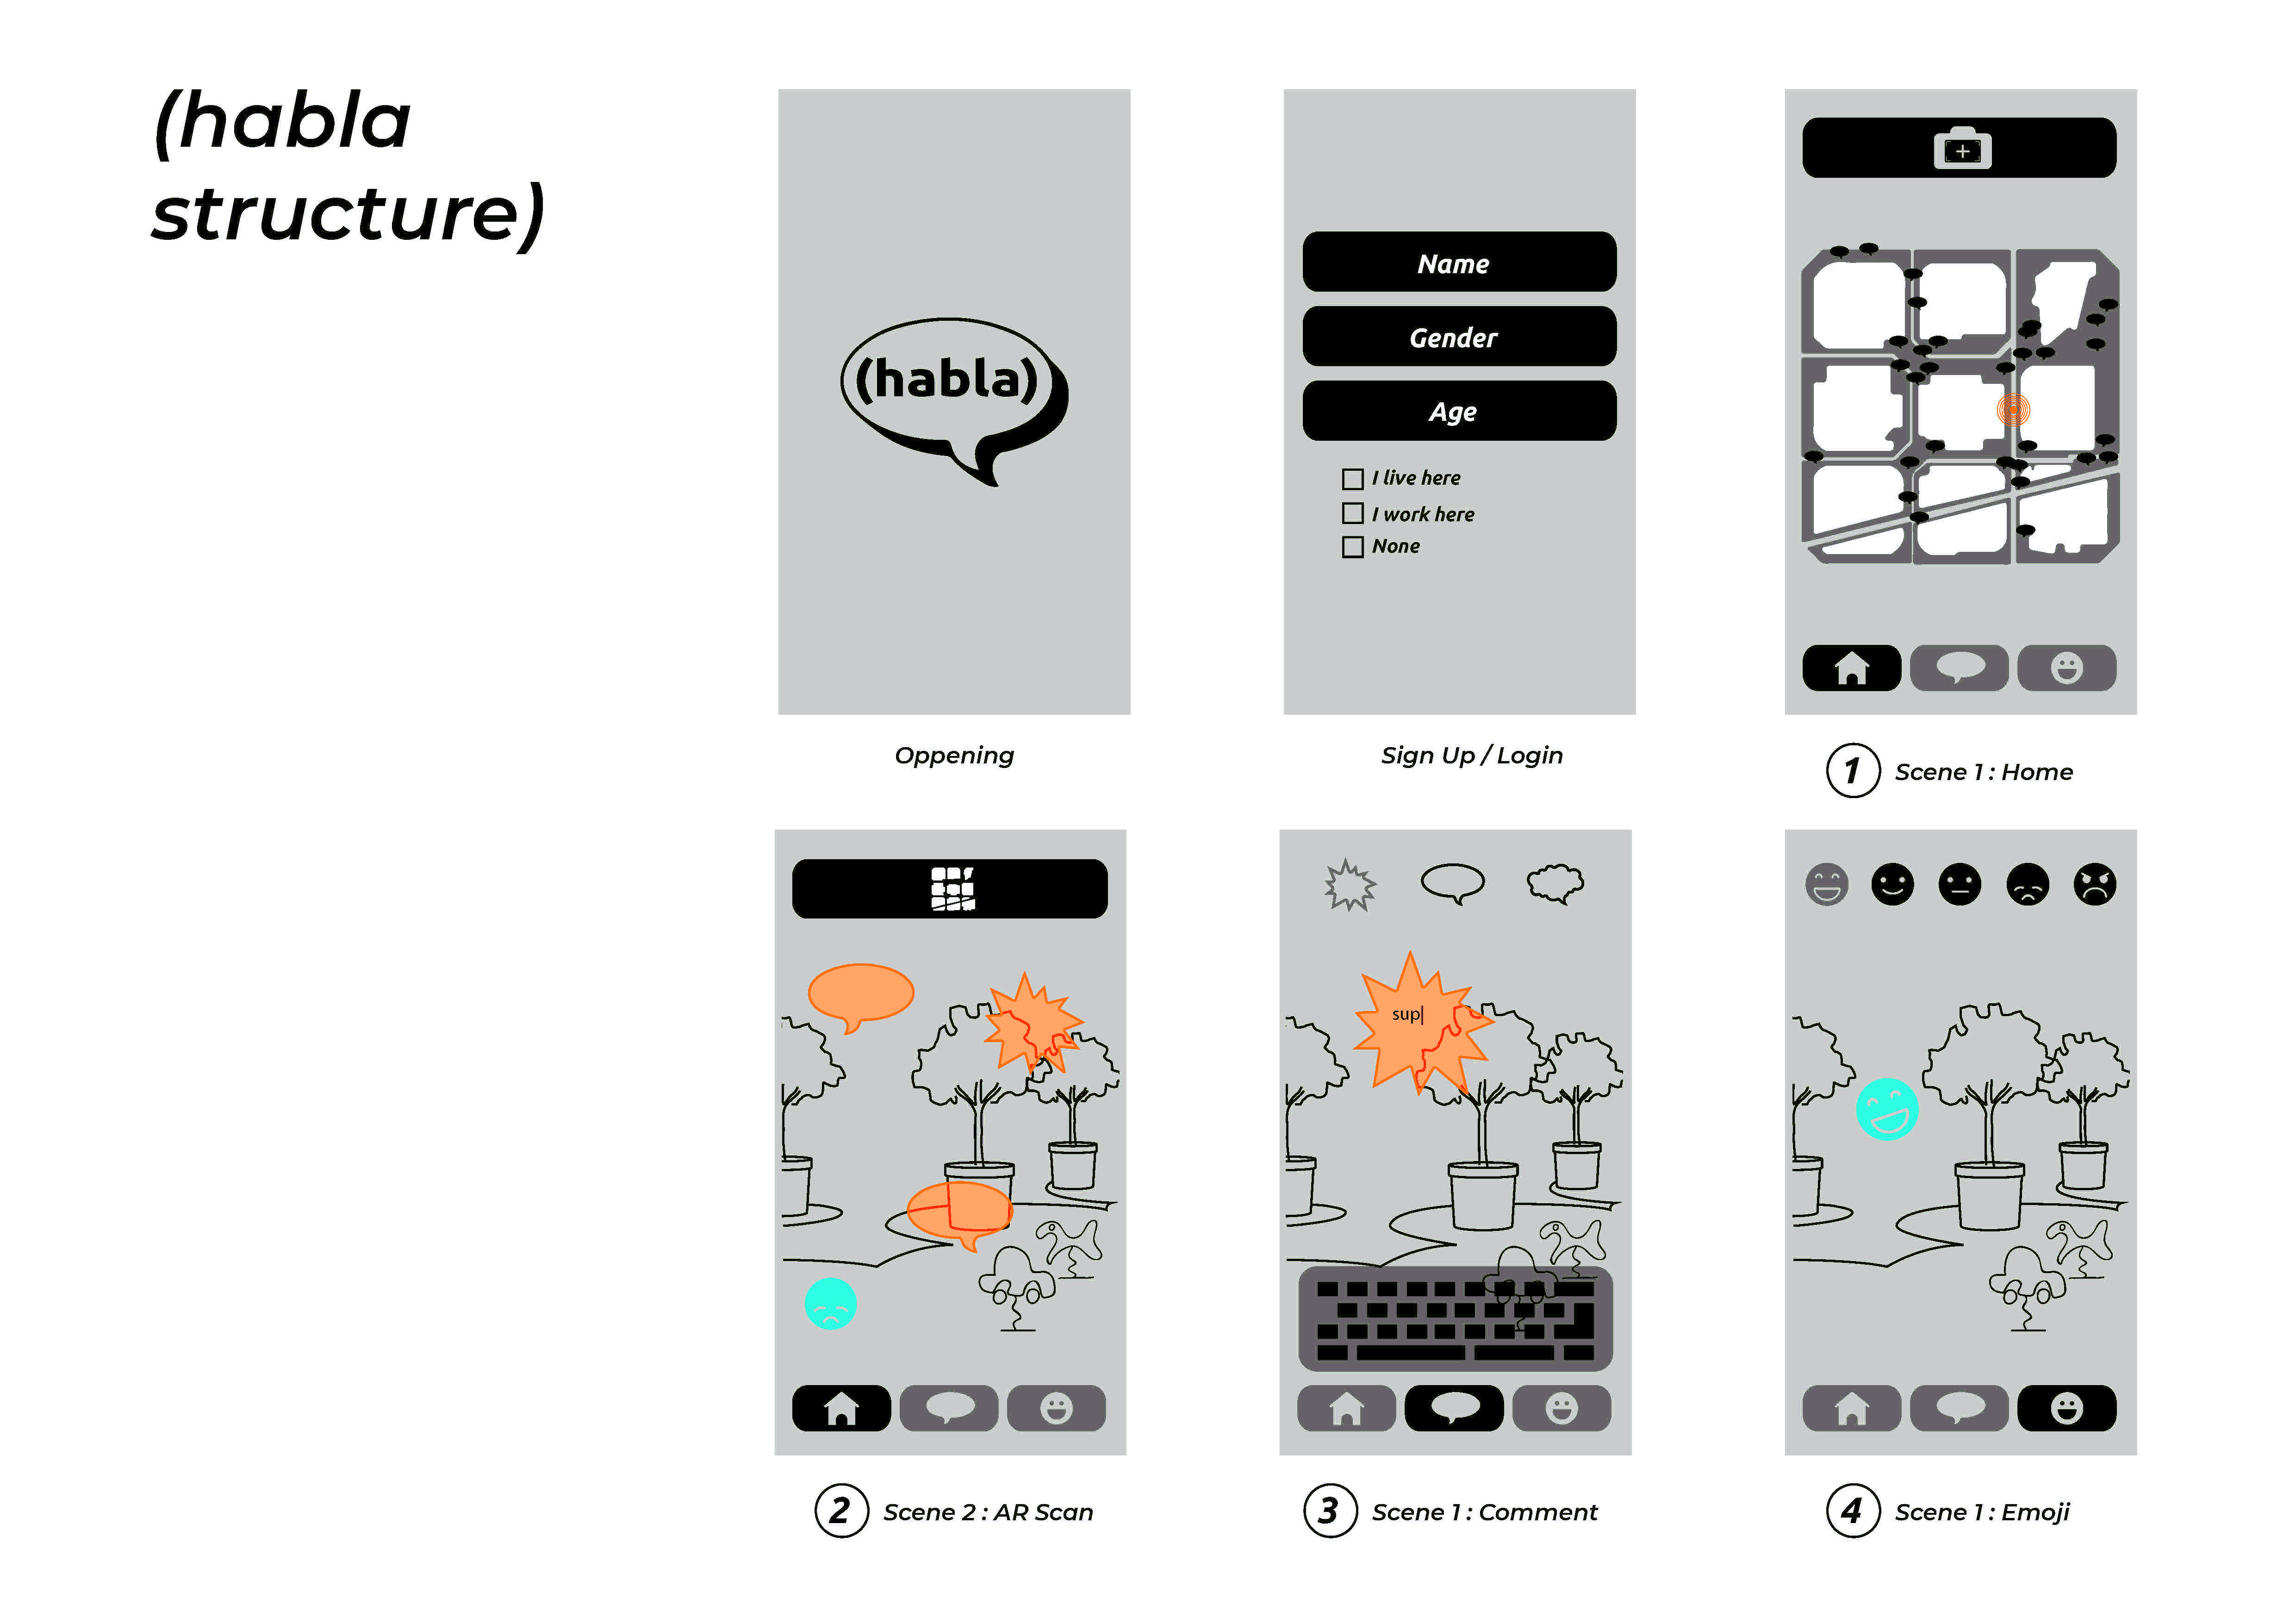 (habla
structure)
(habla)
Oppening
Name
Gender
Age
I live here
I work here
None
Sign Up / Login
1 Scene 1 : Home
2 Scene 2 : AR Scan
sup
3 Scene 1 : Comment
4 Scene 1 : Emoji